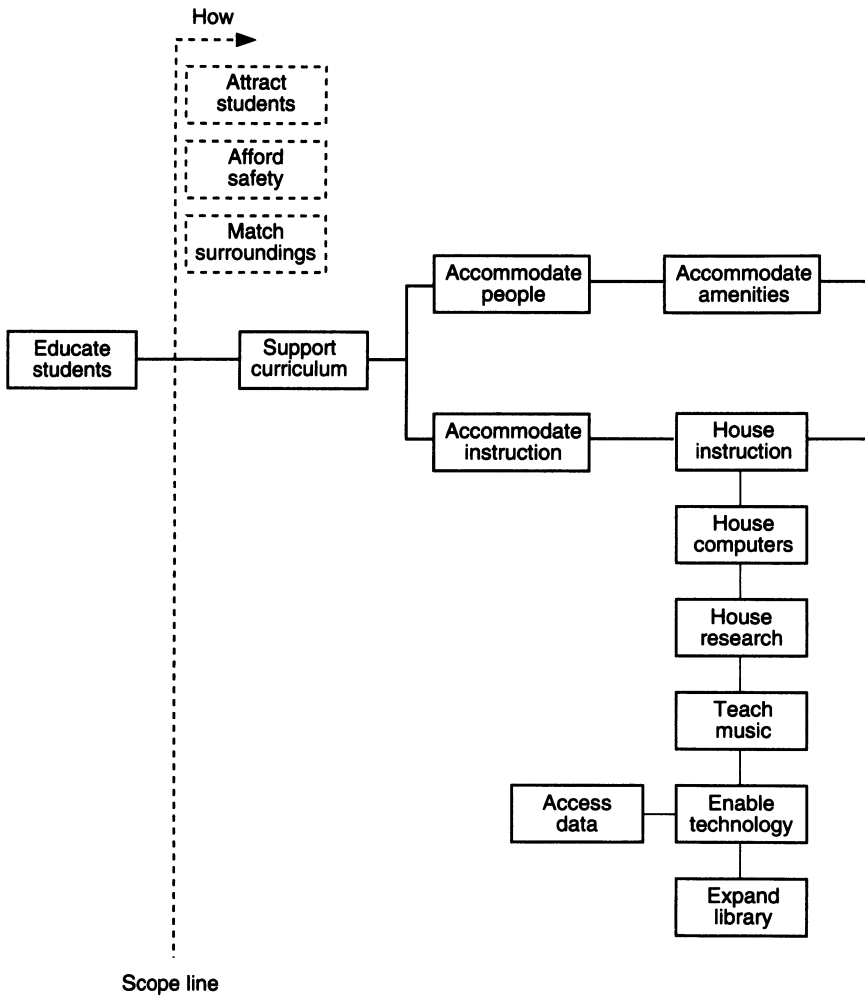 How
Attract
students
Afford
safety
Match
surroundings
Accommodate
people
Accommodate
amenities
Educate
students
Support
curriculum
Accommodate
instruction
House
instruction
House
computers
House
research
Teach
music
Access
data
Enable
technology
Expand
library
Scope line